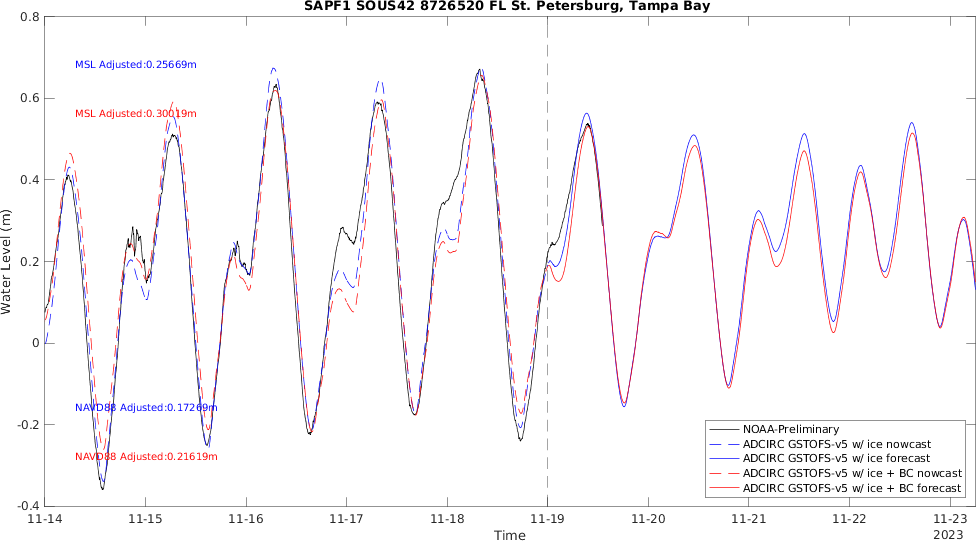 SAPF1 SOUS42 8726520 FL St. Petersburg, Tampa Bay
0.8
MSL Adjusted:0.25669m
0.6
MSL Adjusted:0.30019m
0.4
Water Level (m)
0.2
0
NAVD88 Adjusted:0.17269m
-0.2
NAVD88 Adjusted:0.21619m
NOAA-Preliminary
ADCIRC GSTOFS-v5 w/ ice nowcast
ADCIRC GSTOFS-v5 w/ ice forecast
ADCIRC GSTOFS-v5 w/ ice + BC nowcast
ADCIRC GSTOFS-v5 w/ ice + BC forecast
-0.4
11-14 11-15 11-16 11-17 11-18 11-19 11-20 11-21 11-22 11-23
Time
2023